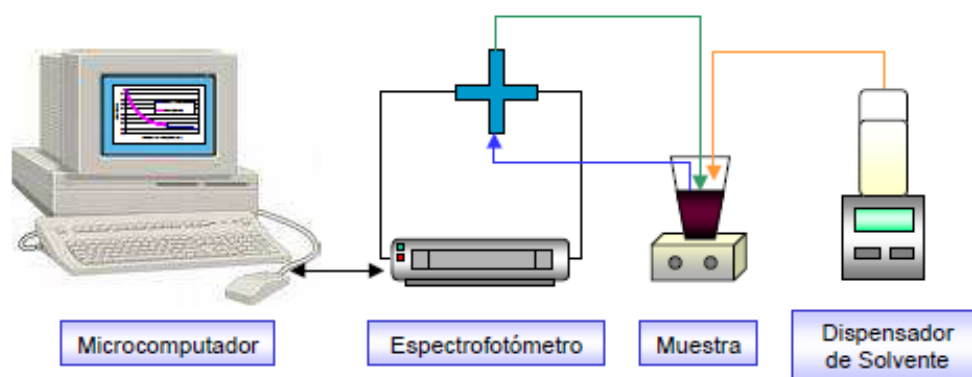 Microcomputador
Espectrofotómetro
Muestra
Dispensador
de Solvente